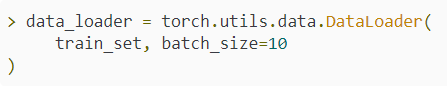 > data_loader = torch.utils.data.DataLoader(
    train_set, batch_size=10
)